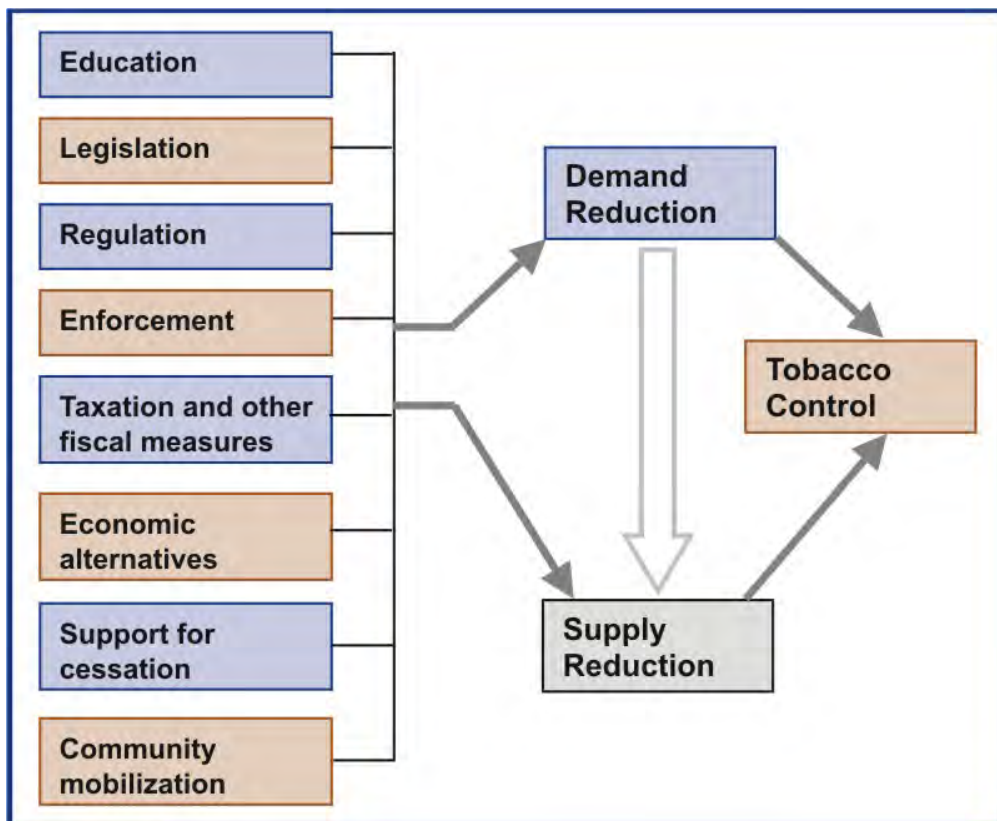 Education
Legislation
Regulation
Enforcement
Taxation and other
fiscal measures
Economic
alternatives
Support for
cessation
Community
mobilization
Demand
Reduction
Supply
Reduction
Tobacco
Control